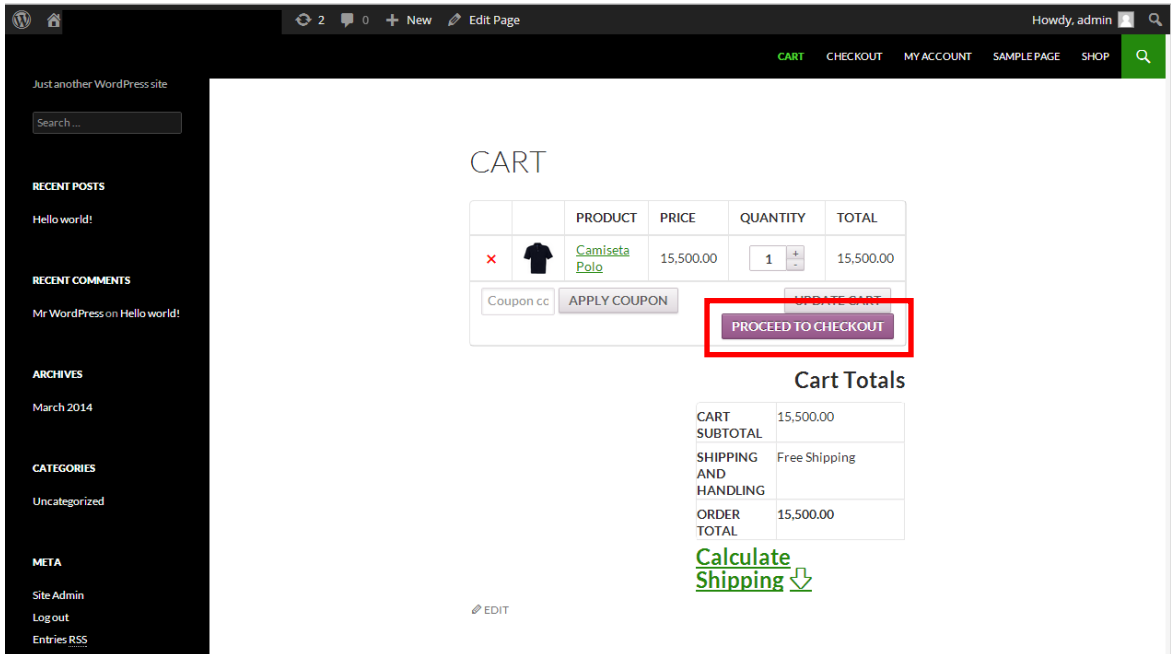 2 0 + New Edit Page Howdy, admin
CART CHECKOUT MY ACCOUNT SAMPLE PAGE SHOP
Just another WordPress site
Search ...
RECENT POSTS
Hello world!
RECENT COMMENTS
Mr WordPress on Hello world!
ARCHIVES
March 2014
CATEGORIES
Uncategorized
META
Site Admin
Log out
Entries RSS
CART
PRODUCT PRICE QUANTITY TOTAL
× Camiseta 15,500.00 1 + 15,500.00
Polo -
Coupon cc APPLY COUPON UPDATE CART
PROCEED TO CHECKOUT
Cart Totals
CART 15,500.00
SUBTOTAL
SHIPPING Free Shipping
AND
HANDLING
ORDER 15,500.00
TOTAL
Calculate
Shipping
EDIT